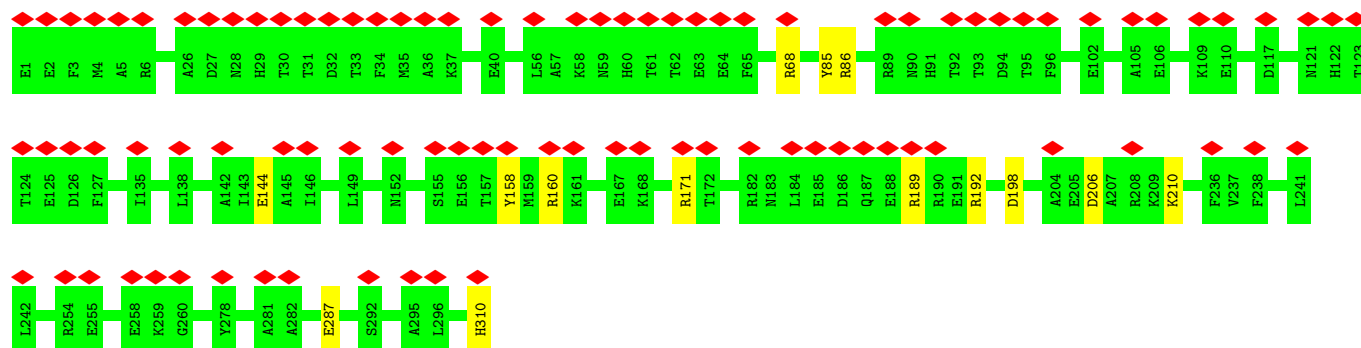 E1 E2 F3 M4 A5 R6 A26 D27 N28 H29 T30 T31 D32 T33 F34 M35 A36 K37 E40 L56 A57 K58 N59 H60 T61 T62 E63 E64 F65 R68 Y85 R86 R89 N90 H91 T92 T93 D94 T95 F96 E102 A105 E106 K109 E110 D117 N121 H122 T123
T124 E125 D126 F127 I135 L138 A142 I143 E144 A145 I146 L149 N152 S155 E156 T157 Y158 M159 R160 K161 E167 K168 R171 T172 R182 N183 L184 E185 D186 Q187 E188 R189 R190 E191 R192 D198 A204 E205 D206 A207 R208 K209 K210 F236 V237 F238 L241
L242 R254 E255 E258 K259 G260 Y278 A281 A282 E287 S292 A295 L296 H310